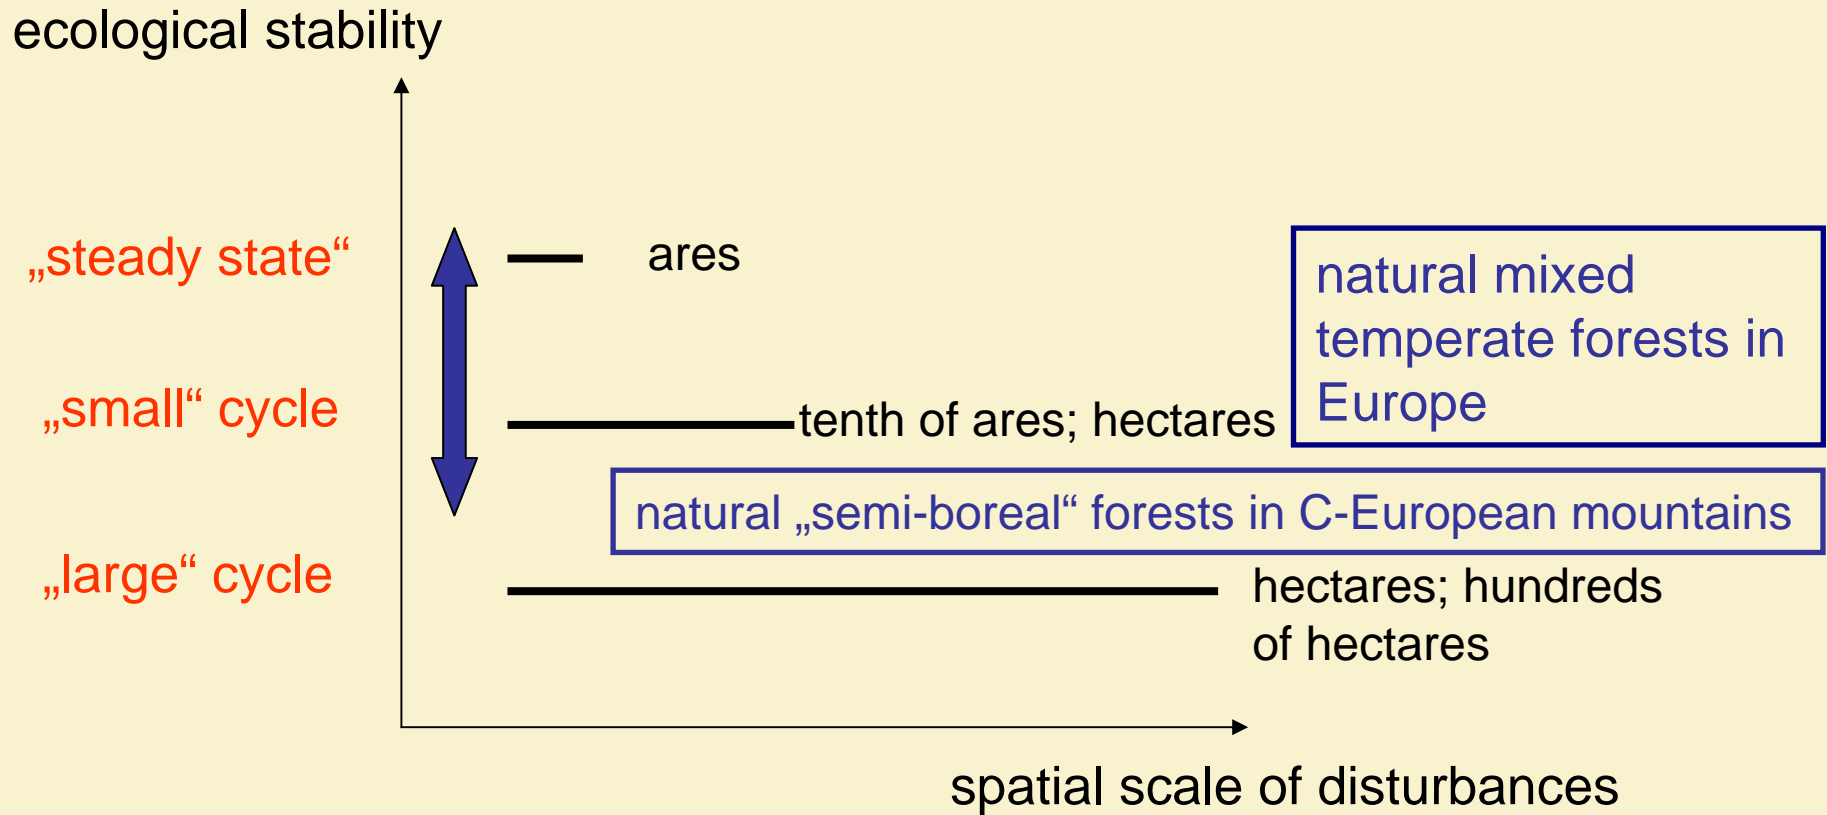 ecological stability
„steady state“
ares
natural mixed
temperate forests in
Europe
„small“ cycle
tenth of ares; hectares
natural „semi-boreal“ forests in C-European mountains
„large“ cycle
hectares; hundreds
of hectares
spatial scale of disturbances